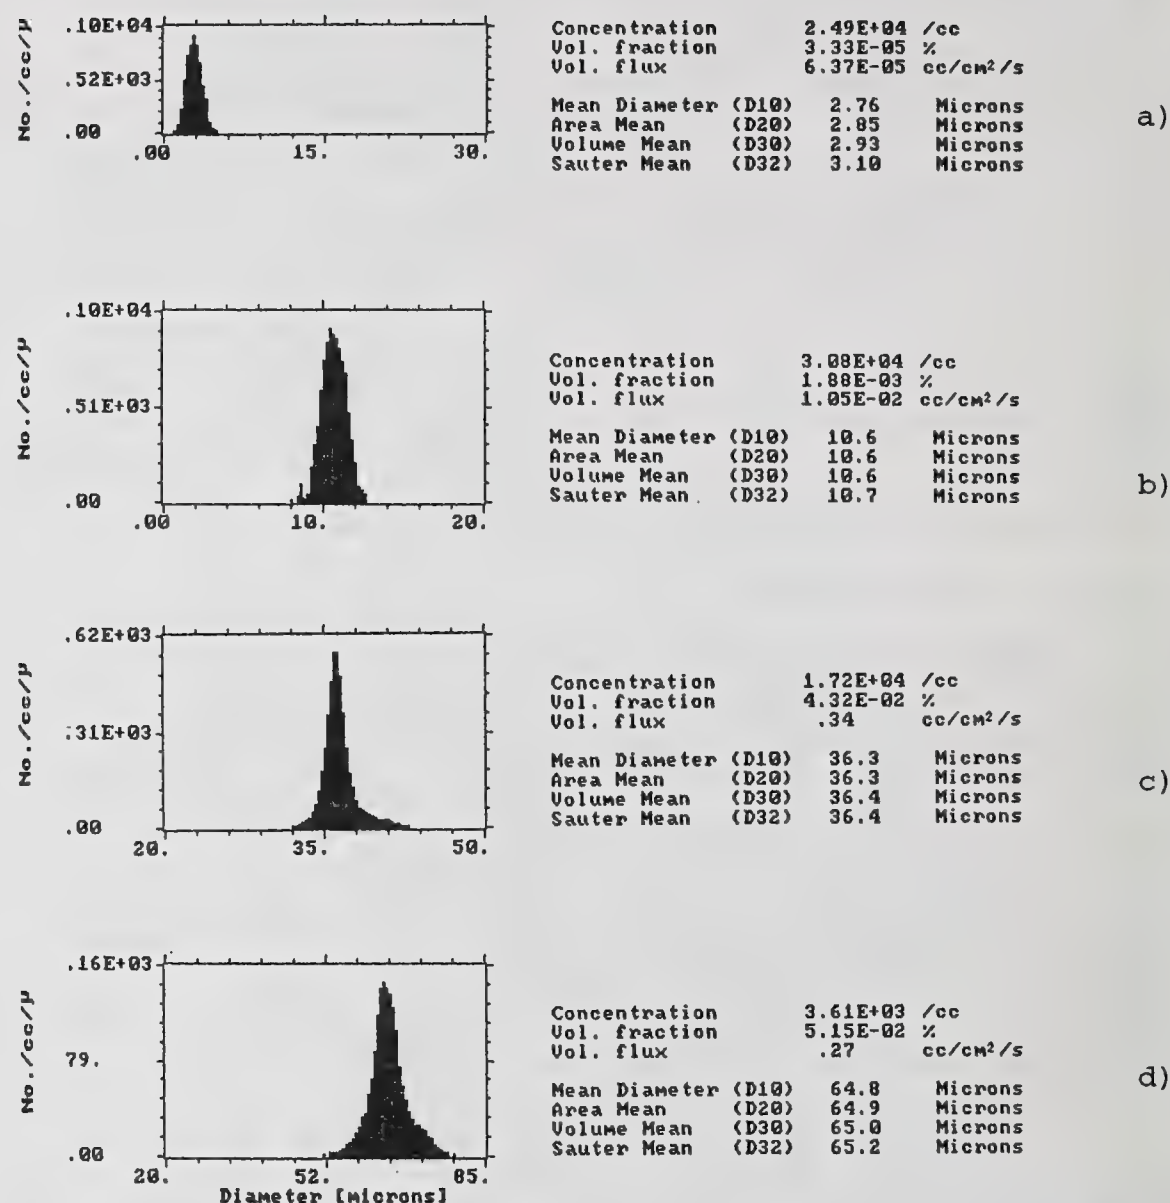 No./cc/µ
.10E+04
.52E+03
.00
.00 15. 30.
Concentration 2.49E+04 /cc
Vol. fraction 3.33E-05 %
Vol. flux 6.37E-05 cc/cm²/s
Mean Diameter (D10) 2.76 Microns
Area Mean (D20) 2.85 Microns
Volume Mean (D30) 2.93 Microns
Sauter Mean (D32) 3.10 Microns
a)
No./cc/µ
.10E+04
.51E+03
.00
.00 10. 20.
Concentration 3.08E+04 /cc
Vol. fraction 1.88E-03 %
Vol. flux 1.05E-02 cc/cm²/s
Mean Diameter (D10) 10.6 Microns
Area Mean (D20) 10.6 Microns
Volume Mean (D30) 10.6 Microns
Sauter Mean (D32) 10.7 Microns
b)
No./cc/µ
.62E+03
.31E+03
.00
20. 35. 50.
Concentration 1.72E+04 /cc
Vol. fraction 4.32E-02 %
Vol. flux .34 cc/cm²/s
Mean Diameter (D10) 36.3 Microns
Area Mean (D20) 36.3 Microns
Volume Mean (D30) 36.4 Microns
Sauter Mean (D32) 36.4 Microns
c)
No./cc/µ
.16E+03
79.
.00
20. 52. 85.
Diameter [microns]
Concentration 3.61E+03 /cc
Vol. fraction 5.15E-02 %
Vol. flux .27 cc/cm²/s
Mean Diameter (D10) 64.8 Microns
Area Mean (D20) 64.9 Microns
Volume Mean (D30) 65.0 Microns
Sauter Mean (D32) 65.2 Microns
d)